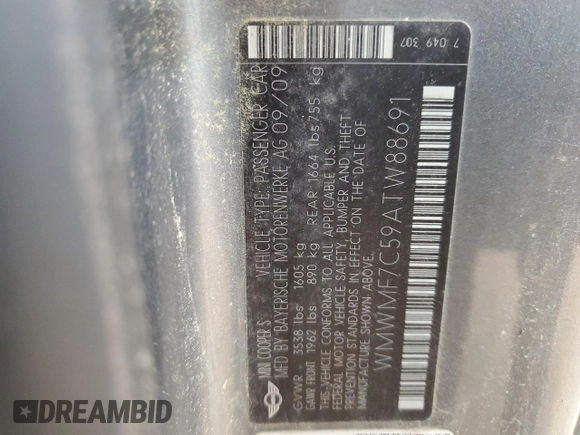 7 049 307
MINI COOPER S VEHICLE TYPE: PASSENGER CAR
MFD BY BAYERISCHE MOTORENWERKE AG 09/09
GVWR - 3538 lbs 1605 kg
GAWR FRONT 1962 lbs 890 kg REAR 1664 lbs 755 kg
THIS VEHICLE CONFORMS TO ALL APPLICABLE U.S.
FEDERAL MOTOR VEHICLE SAFETY, BUMPER AND THEFT
PREVENTION STANDARDS IN EFFECT ON THE DATE OF
MANUFACTURE SHOWN ABOVE.
WMWMF7C59ATW88691
DREAMBID